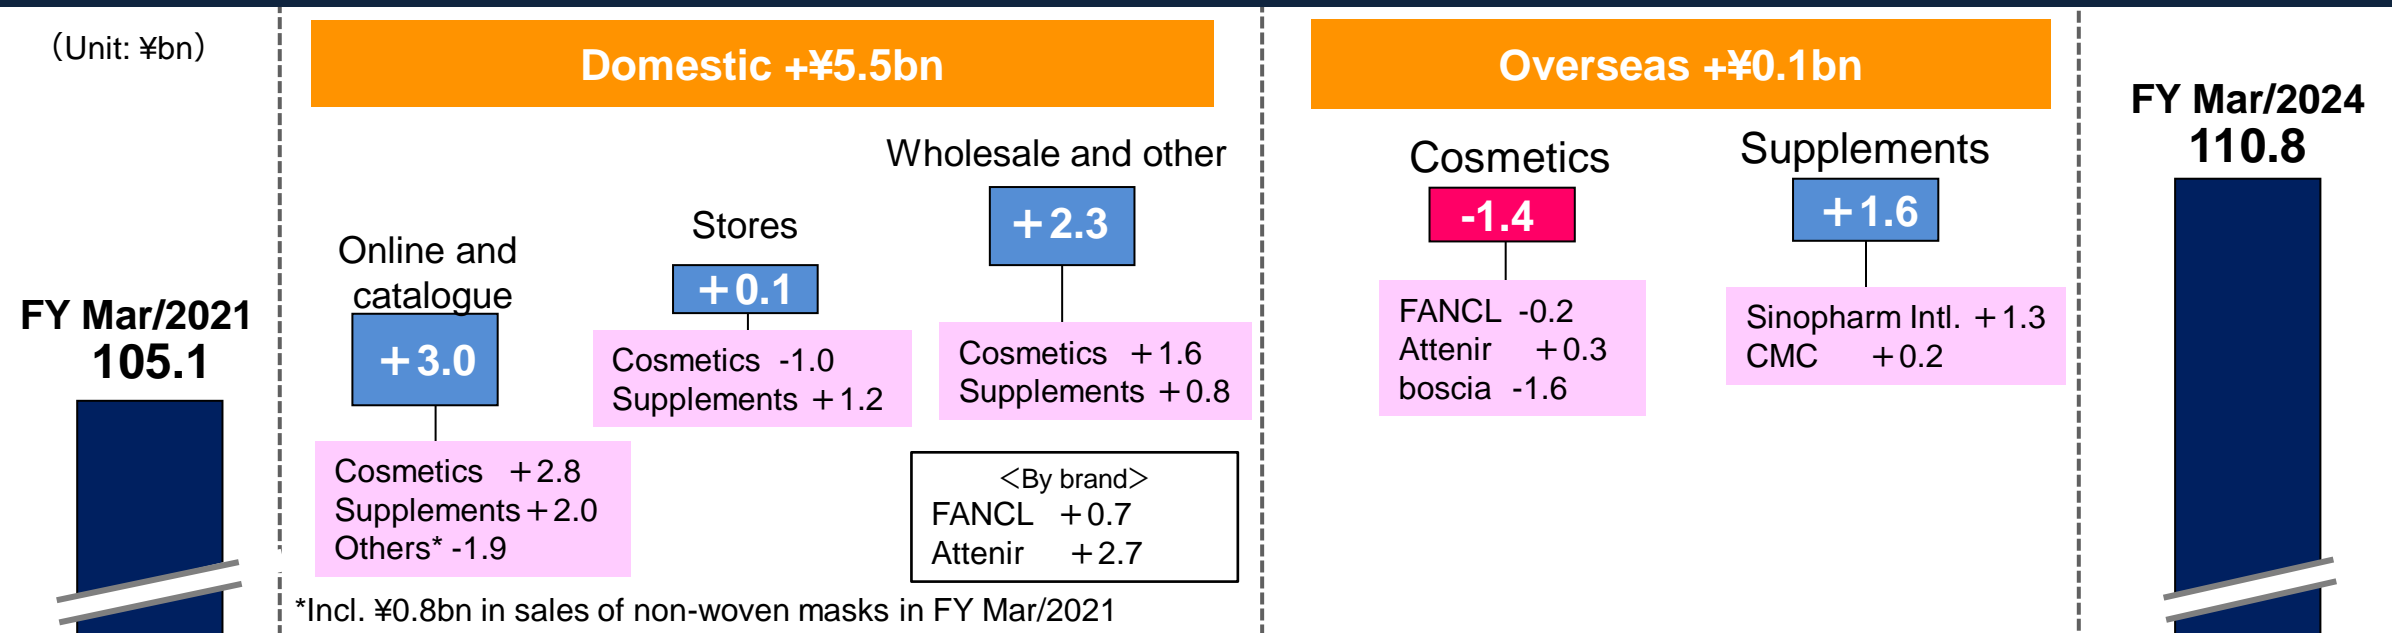 （Unit: ¥bn）
FY Mar/2021
105.1
Domestic +¥5.5bn
Online and
catalogue
＋3.0
Cosmetics ＋2.8
Supplements＋2.0
Others* -1.9
Stores
＋0.1
Cosmetics -1.0
Supplements ＋1.2
Wholesale and other
＋2.3
Cosmetics ＋1.6
Supplements ＋0.8
＜By brand＞
FANCL ＋0.7
Attenir ＋2.7
*Incl. ¥0.8bn in sales of non-woven masks in FY Mar/2021
Overseas +¥0.1bn
Cosmetics
-1.4
FANCL -0.2
Attenir ＋0.3
boscia -1.6
Supplements
＋1.6
Sinopharm Intl. ＋1.3
CMC ＋0.2
FY Mar/2024
110.8